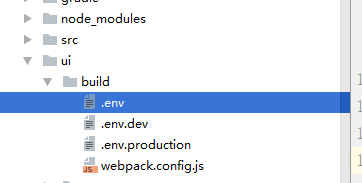 node_modules
src
ui
build
.env
.env.dev
.env.production
webpack.config.js